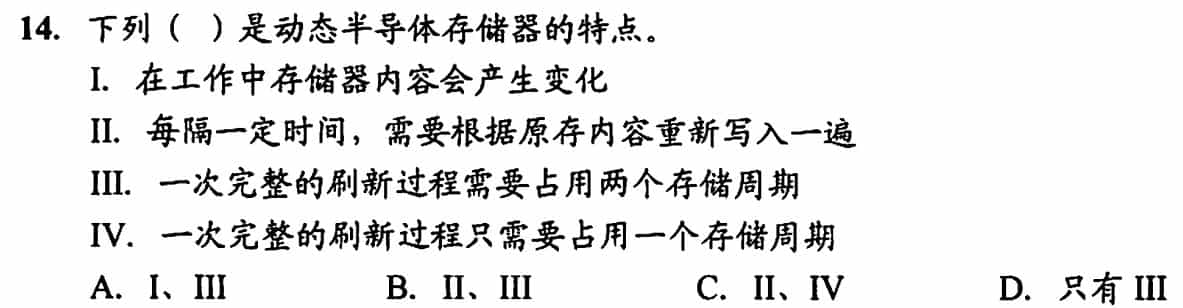 14. 下列（ ）是动态半导体存储器的特点。
I. 在工作中存储器内容会产生变化
II. 每隔一定时间，需要根据原存内容重新写入一遍
III. 一次完整的刷新过程需要占用两个存储周期
IV. 一次完整的刷新过程只需要占用一个存储周期
A. I、III B. II、III C. II、IV D. 只有 III